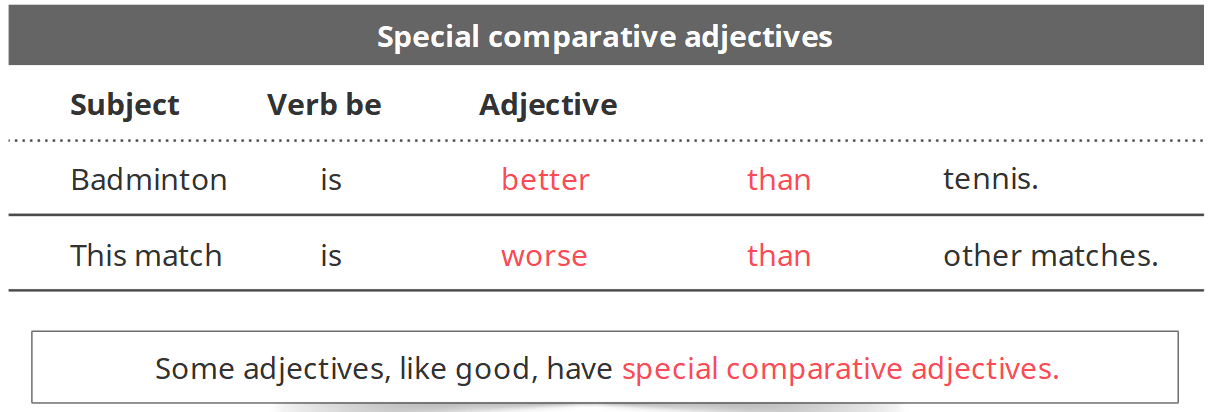 Special comparative adjectives
Subject Verb be Adjective
Badminton is better than tennis.
This match is worse than other matches.
Some adjectives, like good, have special comparative adjectives.